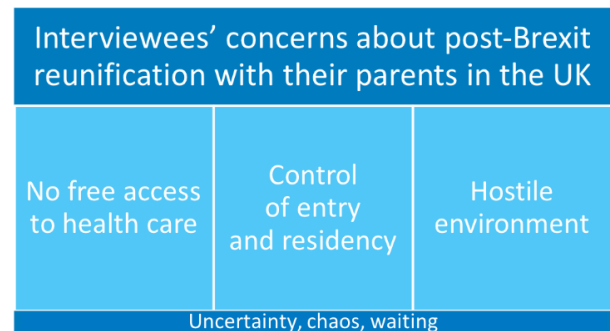 Interviewees’ concerns about post-Brexit
reunification with their parents in the UK
No free access
to health care
Control
of entry
and residency
Hostile
environment
Uncertainty, chaos, waiting